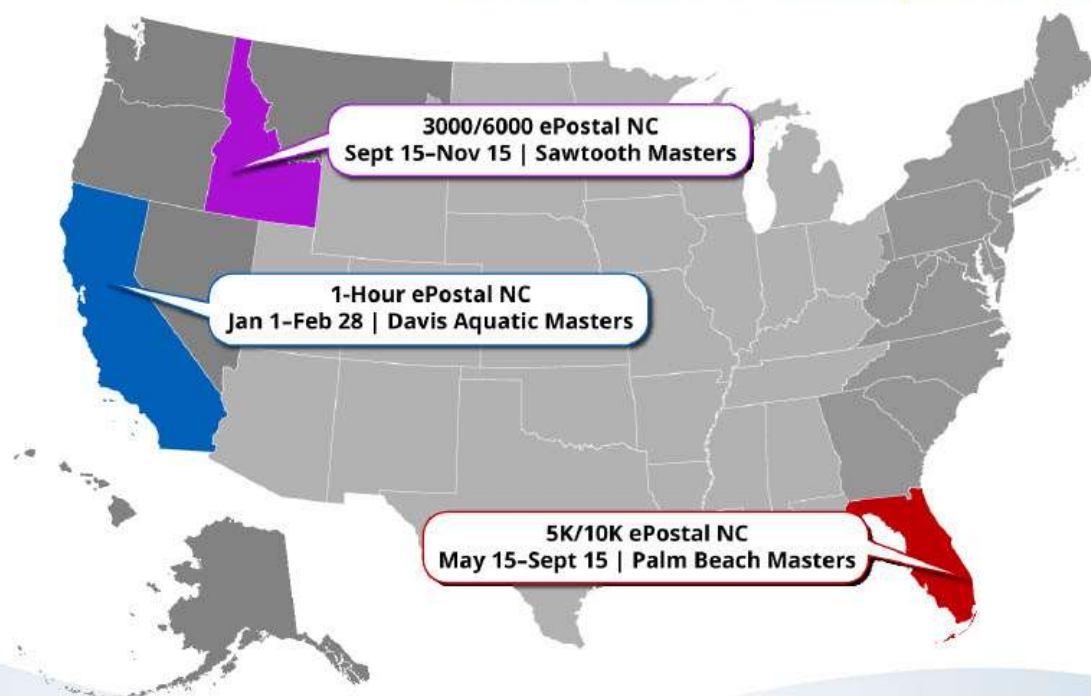 3000/6000 ePostal NC
Sept 15–Nov 15 | Sawtooth Masters
1-Hour ePostal NC
Jan 1–Feb 28 | Davis Aquatic Masters
5K/10K ePostal NC
May 15–Sept 15 | Palm Beach Masters